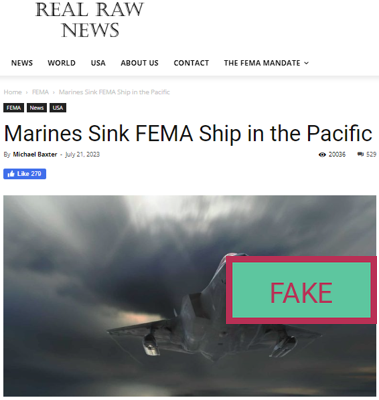 REAL RAW
NEWS
NEWS WORLD USA ABOUT US CONTACT THE FEMA MANDATE
Home › FEMA › Marines Sink FEMA Ship in the Pacific
FEMA News USA
Marines Sink FEMA Ship in the Pacific
By Michael Baxter - July 21, 2023 20036 529
Like 279
FAKE